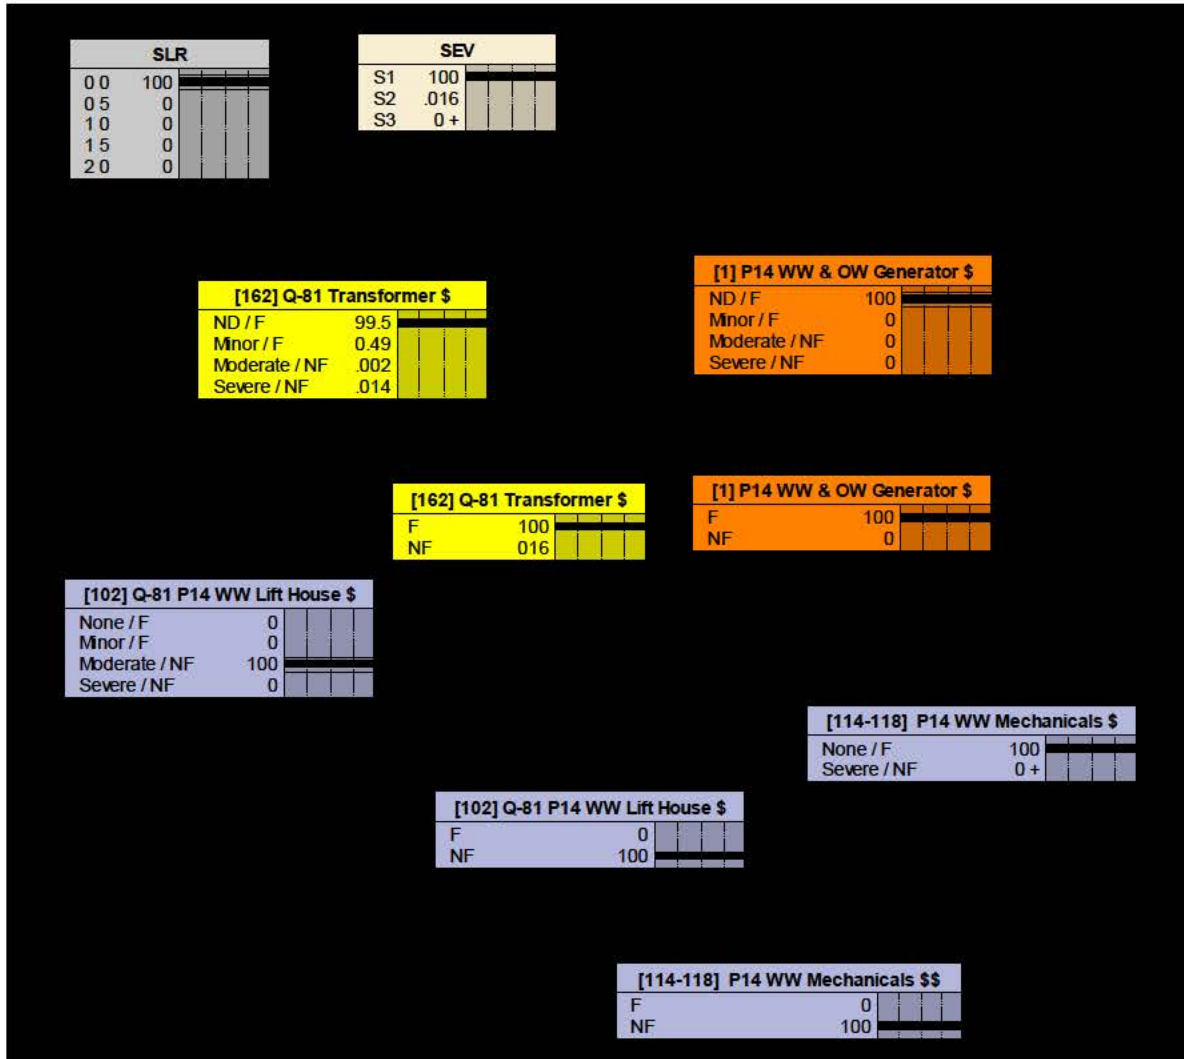 SLR
0 0 100
0 5 0
1 0 0
1 5 0
2 0 0
SEV
S1 100
S2 .016
S3 0 +
[162] Q-81 Transformer $
ND / F 99.5
Minor / F 0.49
Moderate / NF .002
Severe / NF .014
[1] P14 WW & OW Generator $
ND / F 100
Minor / F 0
Moderate / NF 0
Severe / NF 0
[162] Q-81 Transformer $
F 100
NF 016
[1] P14 WW & OW Generator $
F 100
NF 0
[102] Q-81 P14 WW Lift House $
None / F 0
Minor / F 0
Moderate / NF 100
Severe / NF 0
[114-118] P14 WW Mechanicals $
None / F 100
Severe / NF 0 +
[102] Q-81 P14 WW Lift House $
F 0
NF 100
[114-118] P14 WW Mechanicals $$
F 0
NF 100